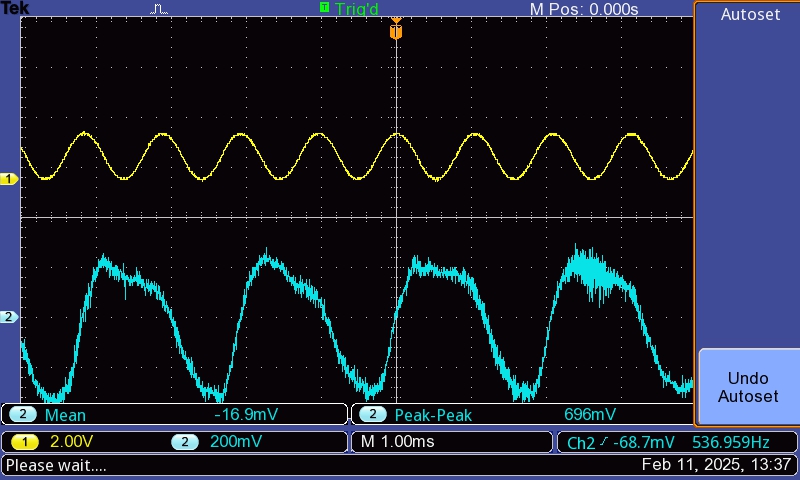 Tek T Trig'd M Pos: 0.000s Autoset
T
1
2
Undo
Autoset
2 Mean -16.9mV 2 Peak-Peak 696mV
1 2.00V 2 200mV M 1.00ms Ch2 -68.7mV 536.959Hz
Please wait.... Feb 11, 2025, 13:37